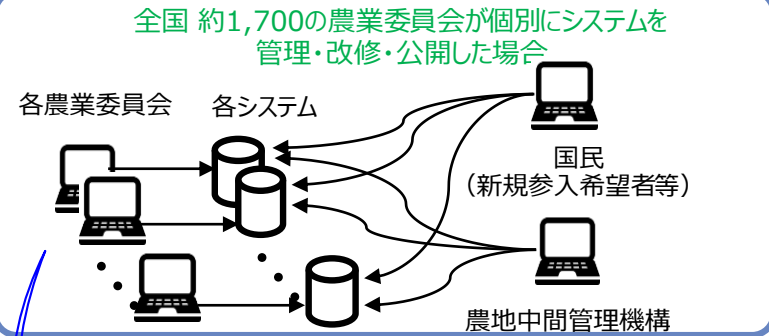 全国 約1,700の農業委員会が個別にシステムを
管理・改修・公開した場合
各農業委員会
各システム
国民
（新規参入希望者等）
農地中間管理機構